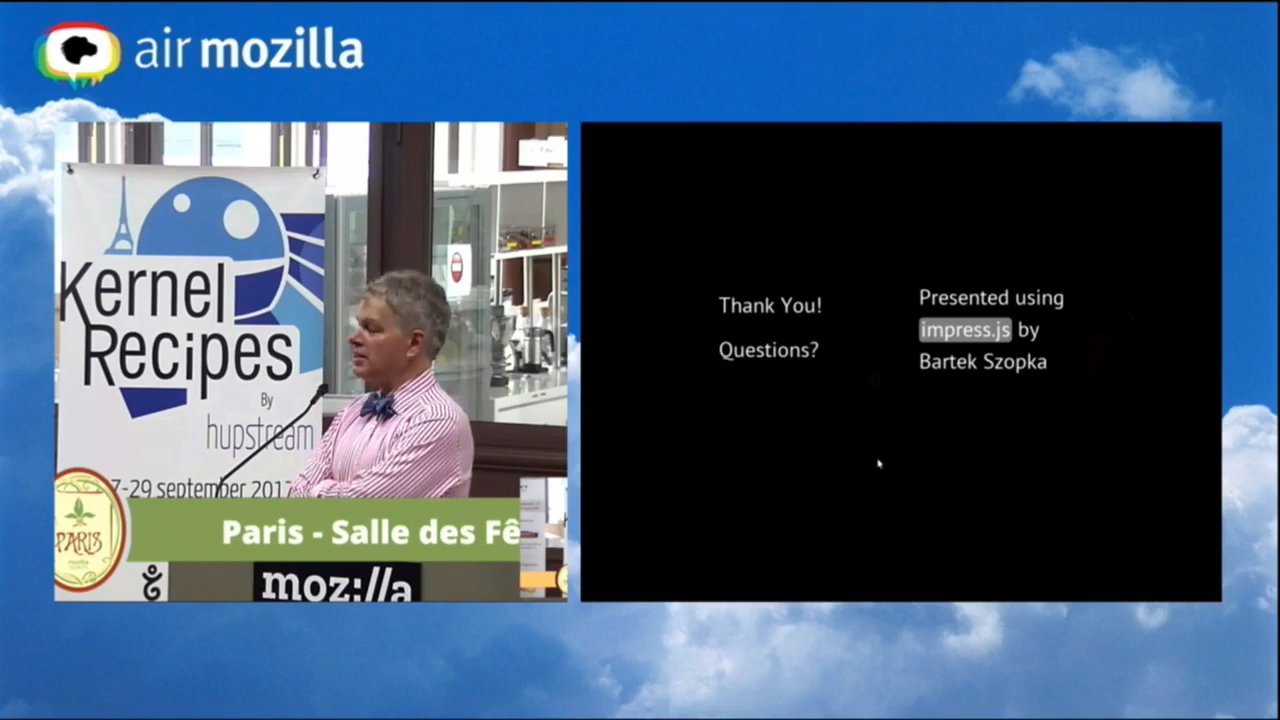 air mozilla
Kernel
Recipes
By
hupstream
7-29 september 2017
PARIS
mozilla
Paris - Salle des Fê
moz://a
Thank You!
Questions?
Presented using
impress.js by
Bartek Szopka